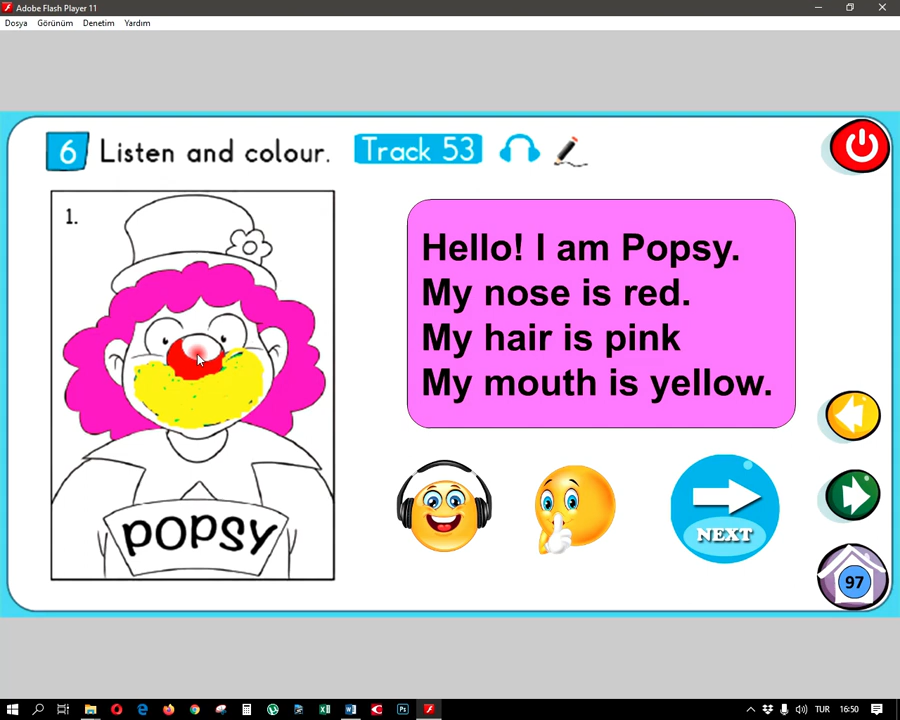 Adobe Flash Player 11
Dosya Görünüm Denetim Yardım
6 Listen and colour. Track 53
1.
POPSY
Hello! I am Popsy.
My nose is red.
My hair is pink
My mouth is yellow.
NEXT
97
TUR 16:50